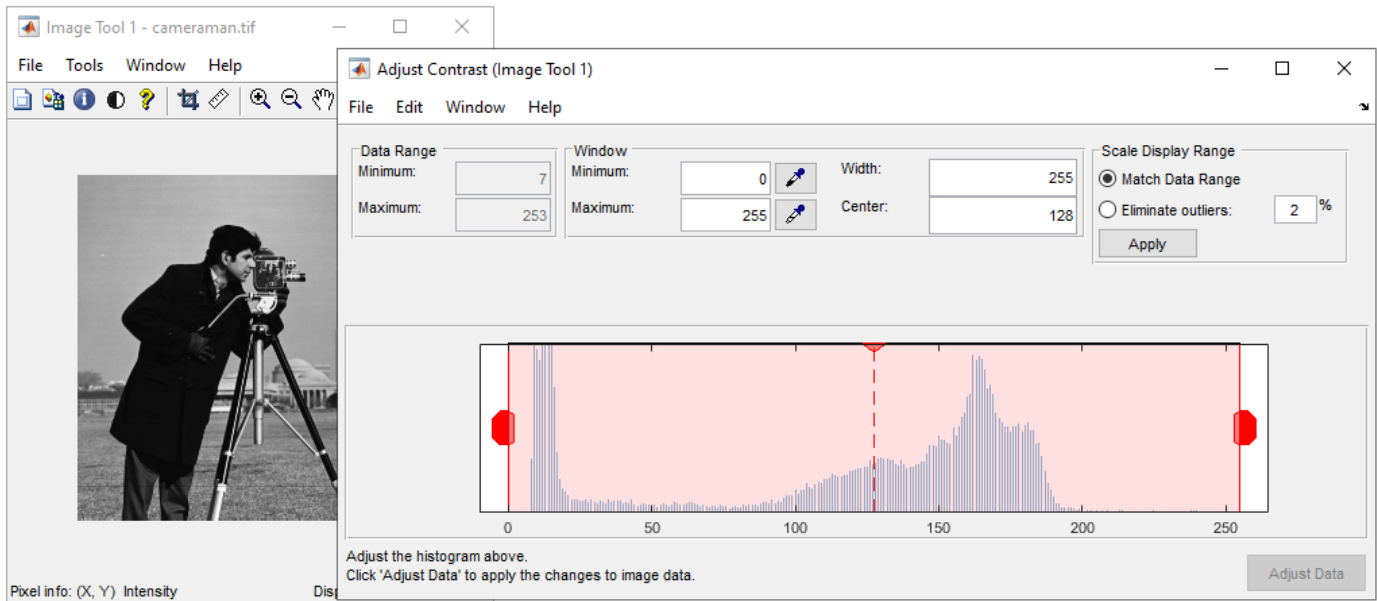 Image Tool 1 - cameraman.tif
File Tools Window Help
Adjust Contrast (Image Tool 1)
File Edit Window Help
Data Range
Minimum: 7
Maximum: 253
Window
Minimum: 0
Maximum: 255
Width: 255
Center: 128
Scale Display Range
Match Data Range
Eliminate outliers: 2 %
Apply
0 50 100 150 200 250
Adjust the histogram above.
Click 'Adjust Data' to apply the changes to image data.
Adjust Data
Pixel info: (X, Y) Intensity